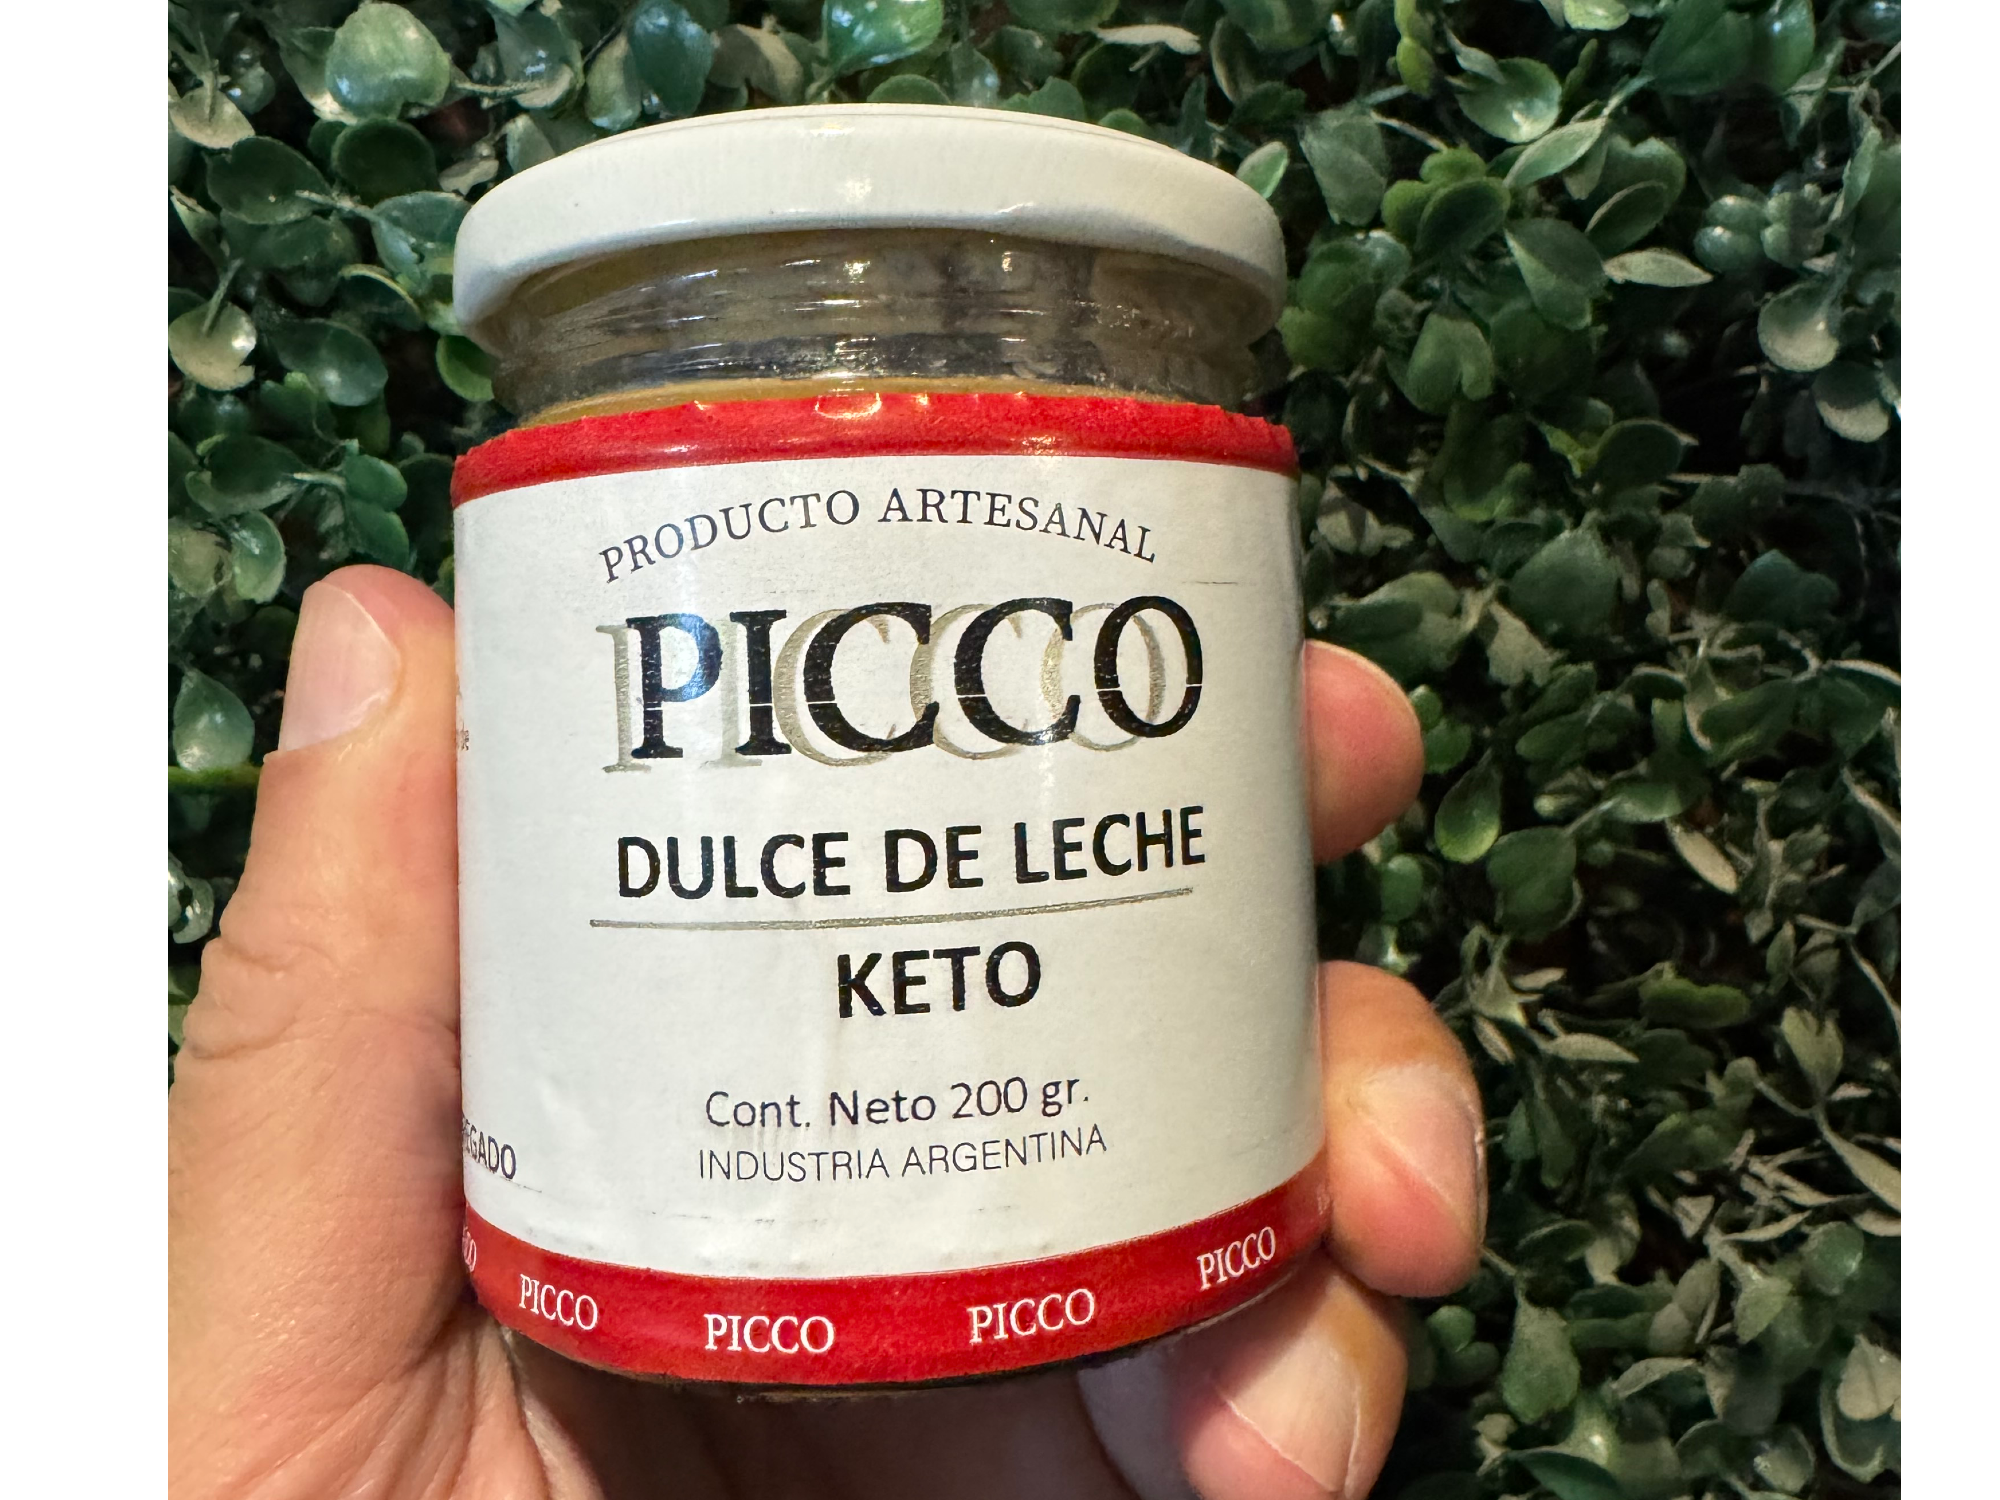 PRODUCTO ARTESANAL
PICCO
DULCE DE LECHE
KETO
Cont. Neto 200 gr.
INDUSTRIA ARGENTINA
PICCO PICCO PICCO PICCO